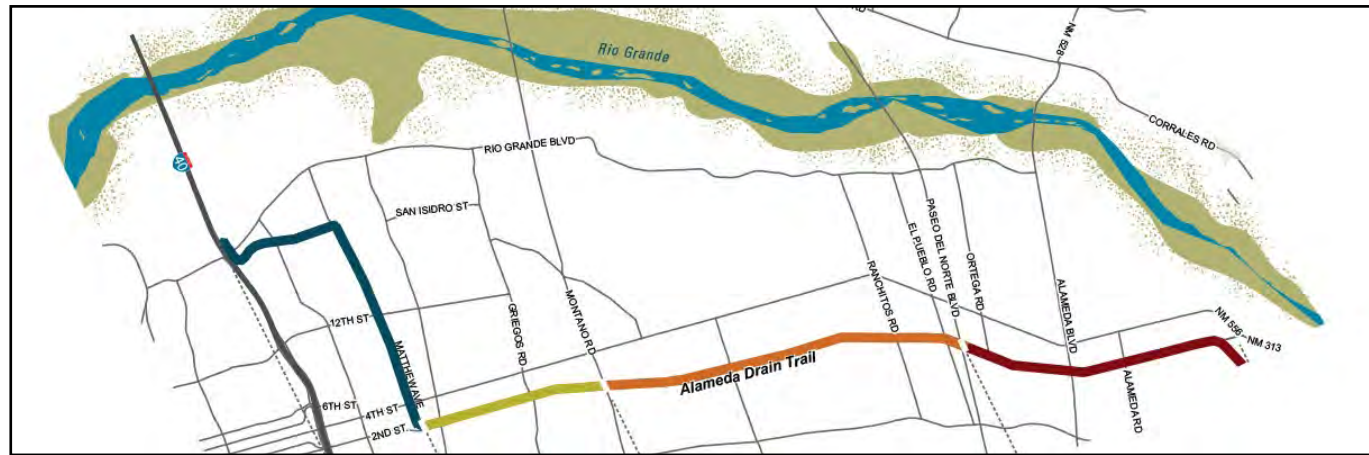 RD
NM 528
Rio Grande
CORRALES RD
RIO GRANDE BLVD
40
SAN ISIDRO ST
PASEO DEL NORTE BLVD
EL PUEBLO RD
ORTEGA RD
RANCHITOS RD
ALAMEDA BLVD
MONTANO RD
GRIEGOS RD
12TH ST
NM 556 - NM 313
MATTHEW AVE
Alameda Drain Trail
ALAMEDA RD
6TH ST
4TH ST
2ND ST